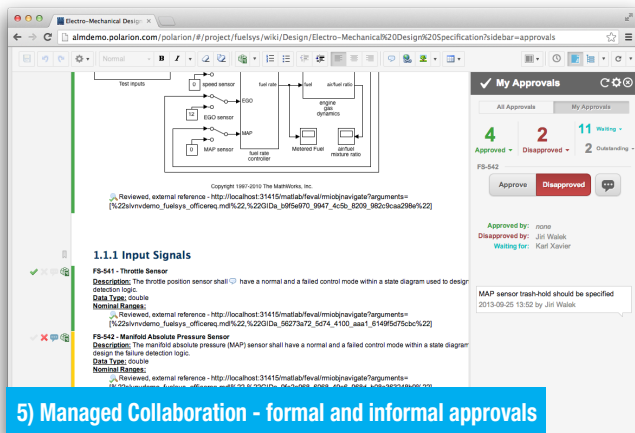 Electro-Mechanical Design
almdemo.polarion.com/polarion/#/project/fuelsys/wiki/Design/Electro-Mechanical%20Design%20Specification?sidebar=approvals
Normal
B I
My Approvals
All Approvals
My Approvals
4
Approved
2
Disapproved
11 Waiting
2 Outstanding
FS-542
Approve
Disapproved
Approved by: none
Disapproved by: Jiri Walek
Waiting for: Karl Xavier
MAP sensor trash-hold should be specified
2013-09-25 13:52 by Jiri Walek
Test inputs
0
speed sensor
fuel rate
fuel
air/fuel ratio
EGO
engine
gas
dynamics
12
EGO sensor
MAP
0
MAP sensor
fuel rate
controller
Metered Fuel
air/fuel
mixture ratio
Copyright 1997-2010 The MathWorks, Inc.
Reviewed, external reference - http://localhost:31415/matlab/feval/rmiobjnavigate?arguments=
[%22slvnvdemo_fuelsys_officereq.mdl%22,%22GIDa_b9f5e970_9947_4c5b_8209_982c9caa298e%22]
1.1.1 Input Signals
FS-541 - Throttle Sensor
Description: The throttle position sensor shall have a normal and a failed control mode within a state diagram used to design
detection logic.
Data Type: double
Nominal Ranges:
Reviewed, external reference - http://localhost:31415/matlab/feval/rmiobjnavigate?arguments=
[%22slvnvdemo_fuelsys_officereq.mdl%22,%22GIDa_56273a72_5d74_4100_aaa1_6149f5d75cbc%22]
FS-542 - Manifold Absolute Pressure Sensor
Description: The manifold absolute pressure (MAP) sensor shall have a normal and a failed control mode within a state diagram
design the failure detection logic.
Data Type: double
Nominal Ranges:
Reviewed, external reference - http://localhost:31415/matlab/feval/rmiobjnavigate?arguments=
5) Managed Collaboration - formal and informal approvals